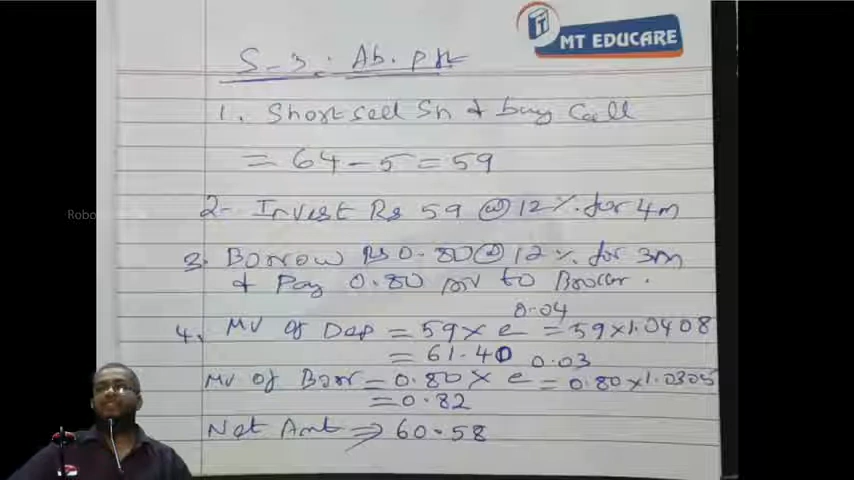 MT EDUCARE
S-3: Ab. pft
1. Short sell Sh & buy Call
= 64 - 5 = 59
2- Invest Rs 59 @ 12%. for 4m
Robo
3. Borrow Rs 0.80 @ 12%. for 3m
& Pay 0.80 div to Broker.
4. MV of Dep = 59 x e^0.04 = 59 x 1.0408
= 61.40
MV of Borr = 0.80 x e^0.03 = 0.80 x 1.0305
= 0.82
Net Amt => 60.58